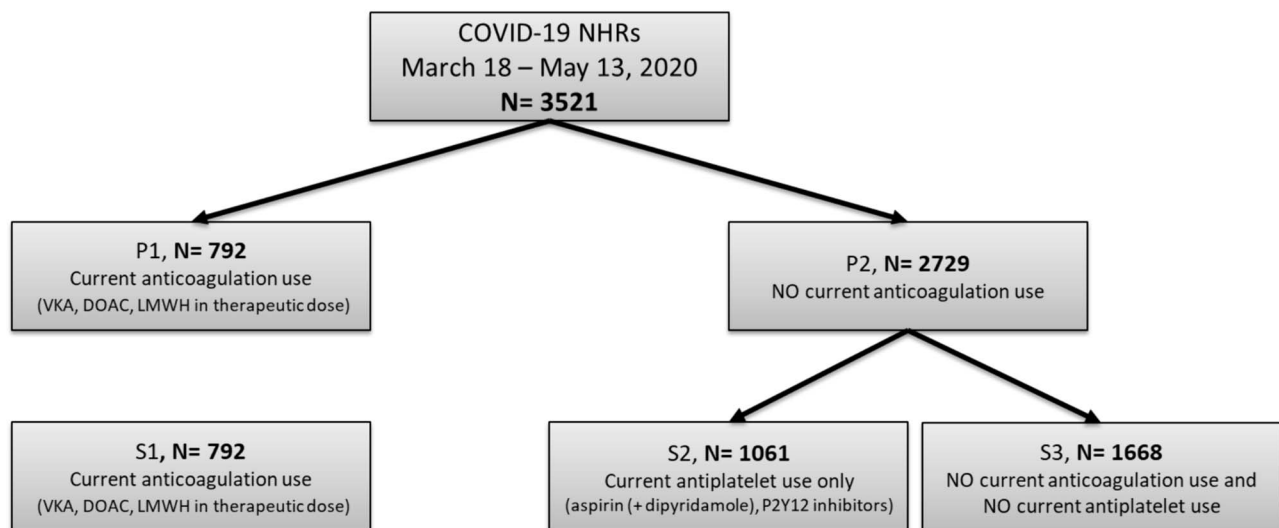 COVID-19 NHRs
March 18 – May 13, 2020
N= 3521
P1, N= 792
Current anticoagulation use
(VKA, DOAC, LMWH in therapeutic dose)
P2, N= 2729
NO current anticoagulation use
S1, N= 792
Current anticoagulation use
(VKA, DOAC, LMWH in therapeutic dose)
S2, N= 1061
Current antiplatelet use only
(aspirin (+ dipyridamole), P2Y12 inhibitors)
S3, N= 1668
NO current anticoagulation use and
NO current antiplatelet use